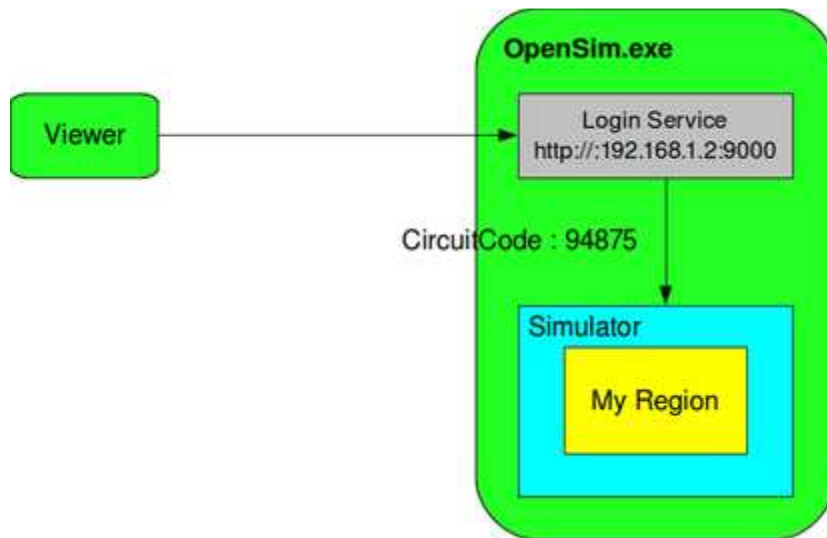 OpenSim.exe
Viewer
Login Service
http://:192.168.1.2:9000
CircuitCode : 94875
Simulator
My Region